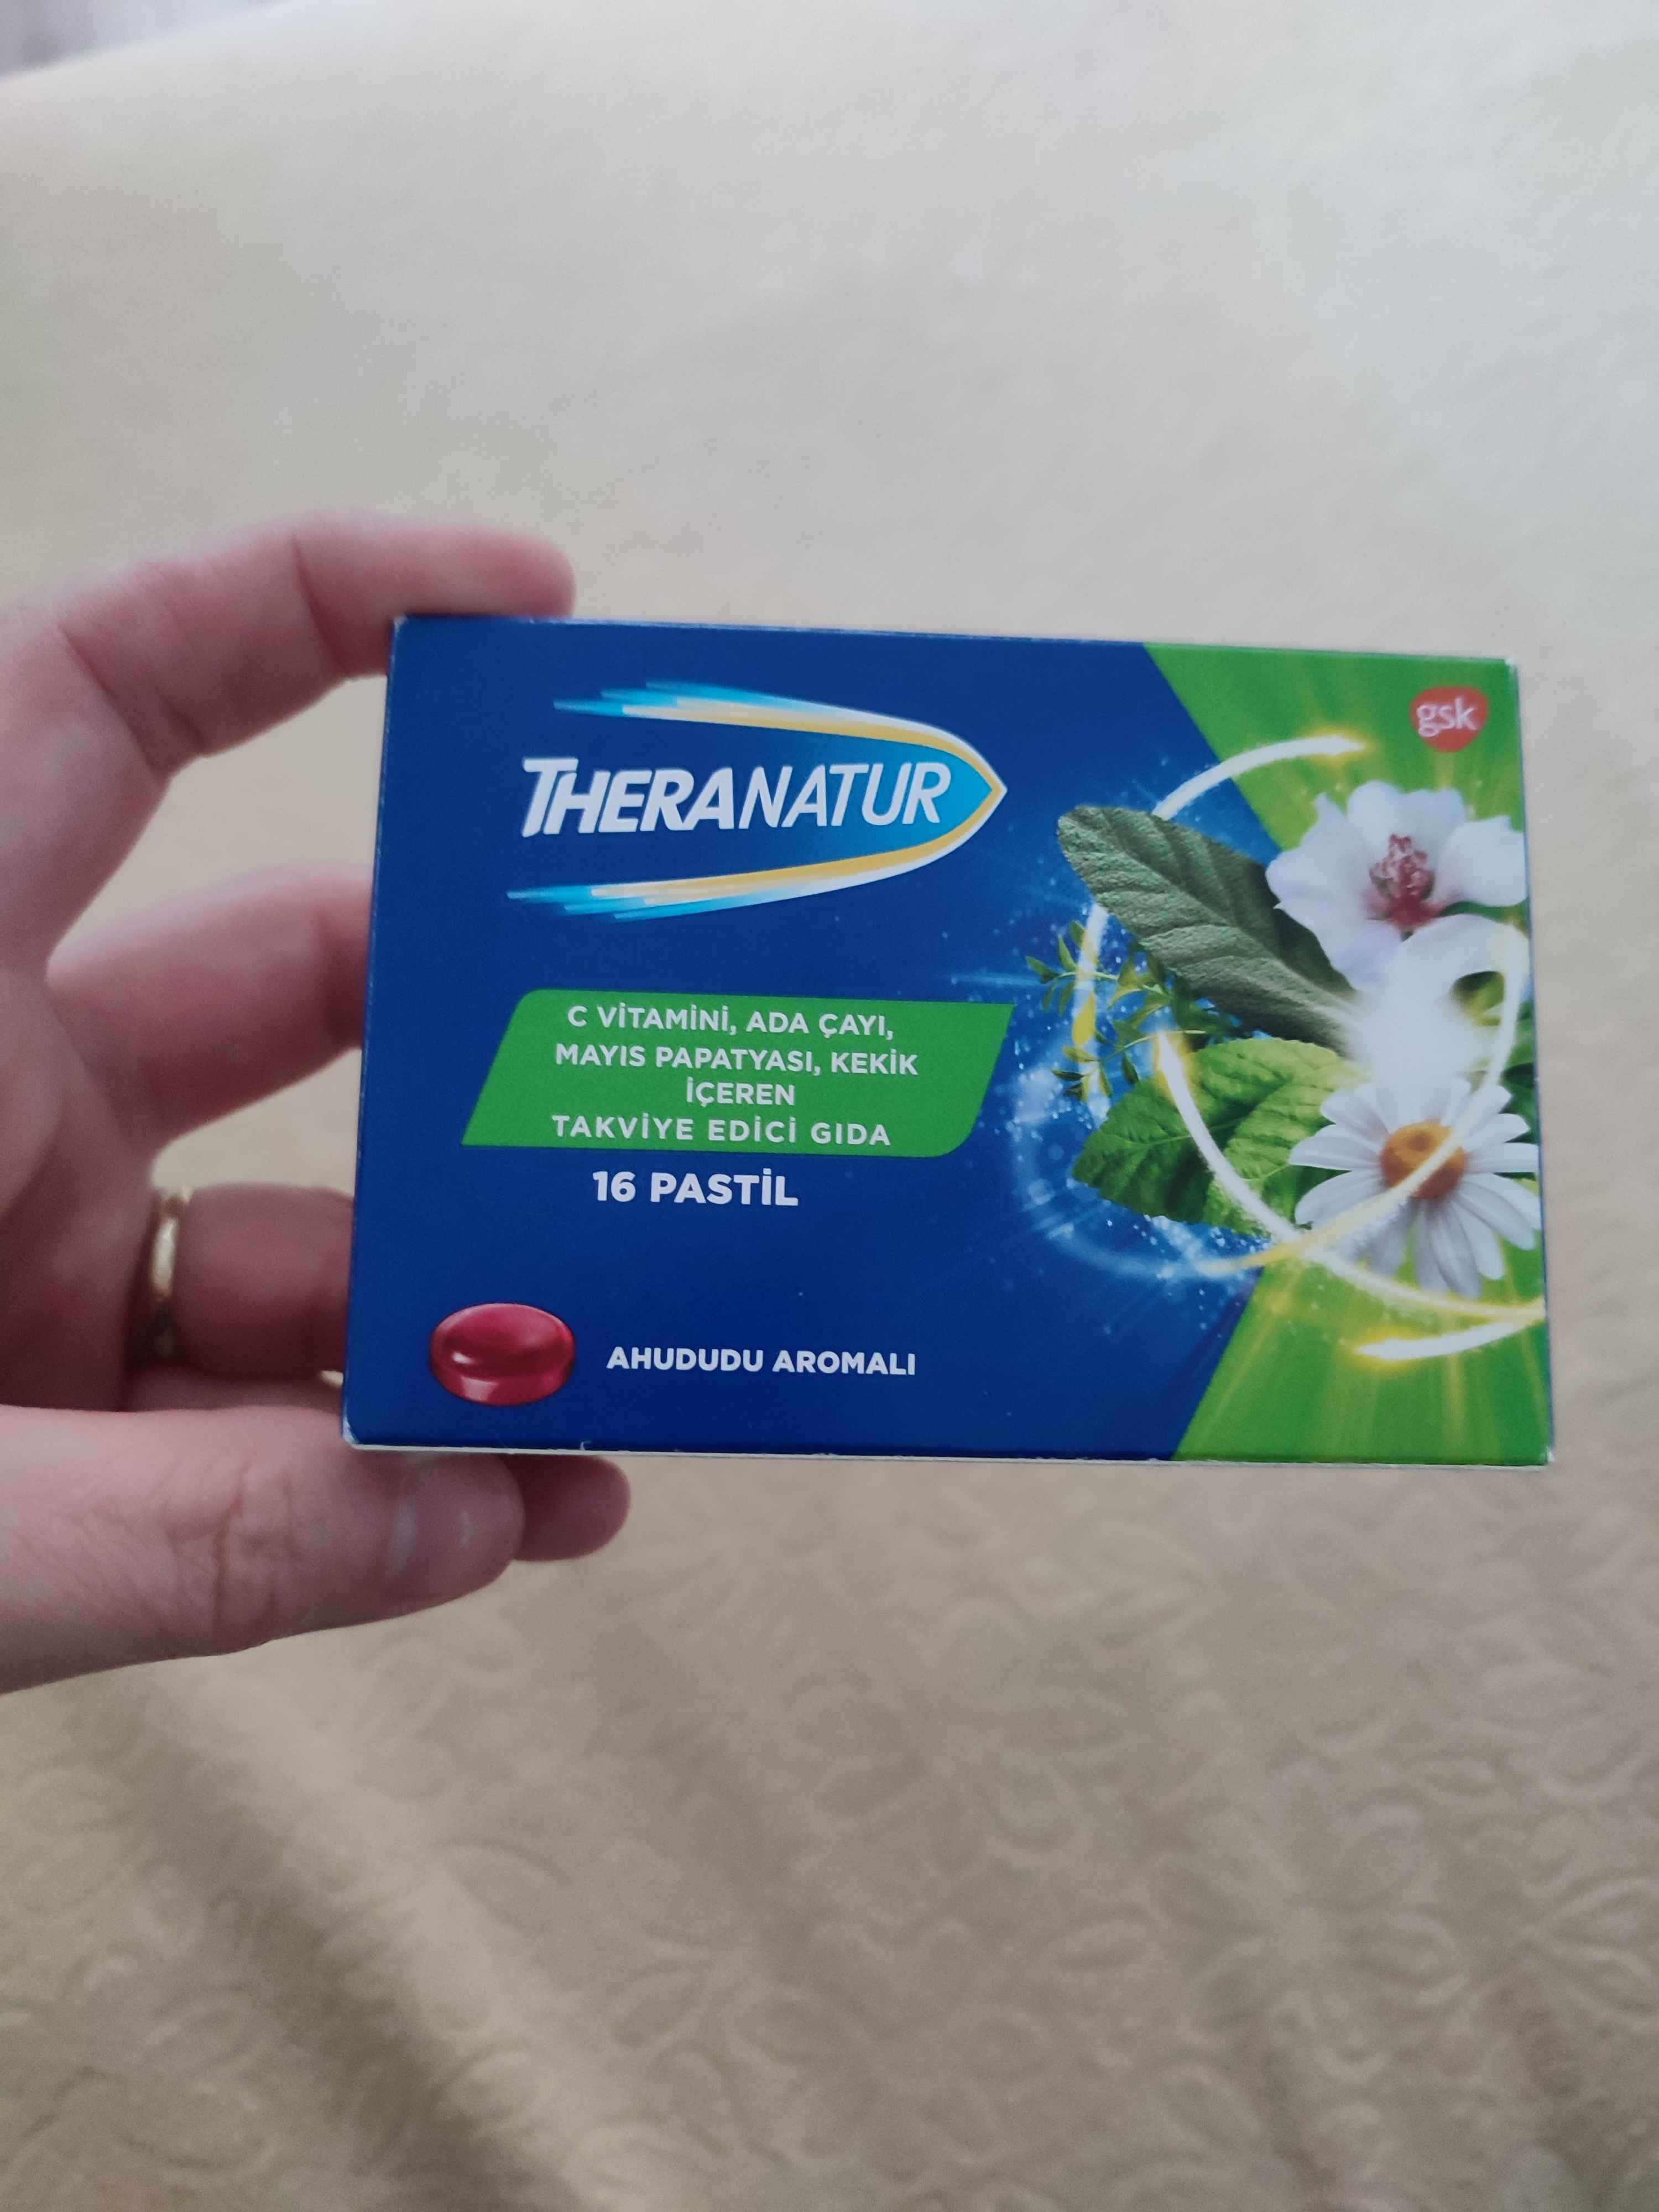 gsk
THERANATUR
C VİTAMİNİ, ADA ÇAYI,
MAYIS PAPATYASI, KEKİK
İÇEREN
TAKVİYE EDİCİ GIDA
16 PASTİL
AHUDUDU AROMALI